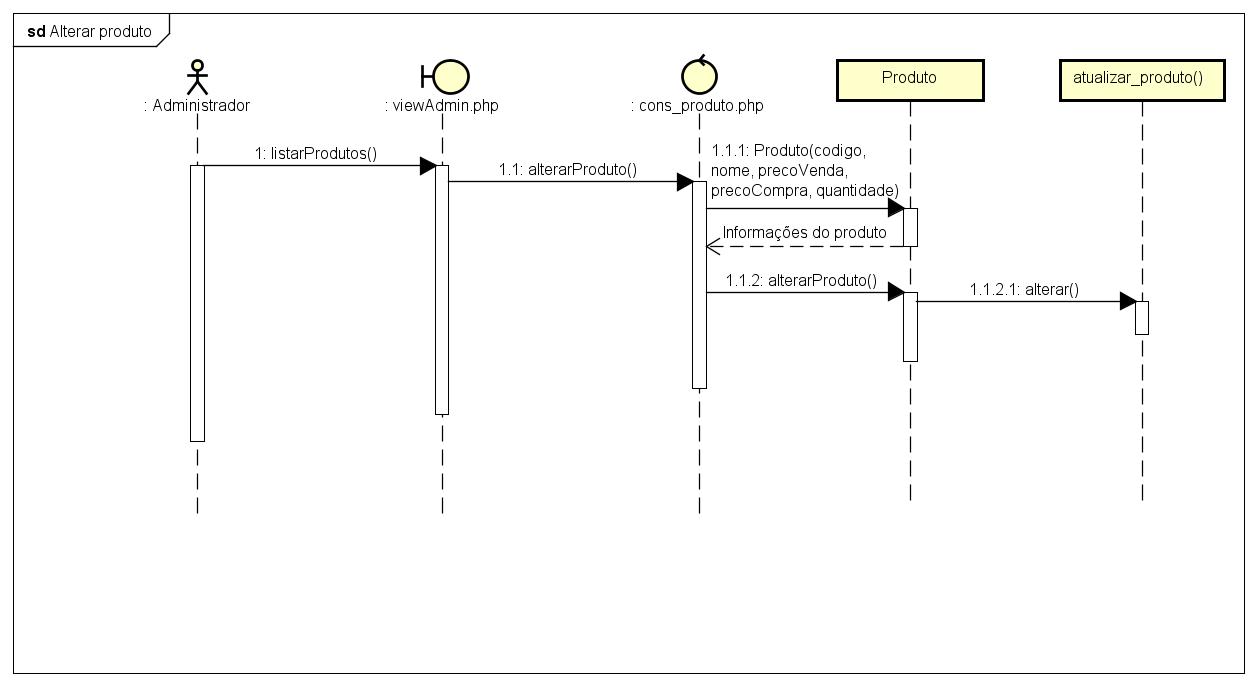 sd Alterar produto
: Administrador
: viewAdmin.php
: cons_produto.php
Produto
atualizar_produto()
1: listarProdutos()
1.1: alterarProduto()
1.1.1: Produto(codigo,
nome, precoVenda,
precoCompra, quantidade)
Informações do produto
1.1.2: alterarProduto()
1.1.2.1: alterar()